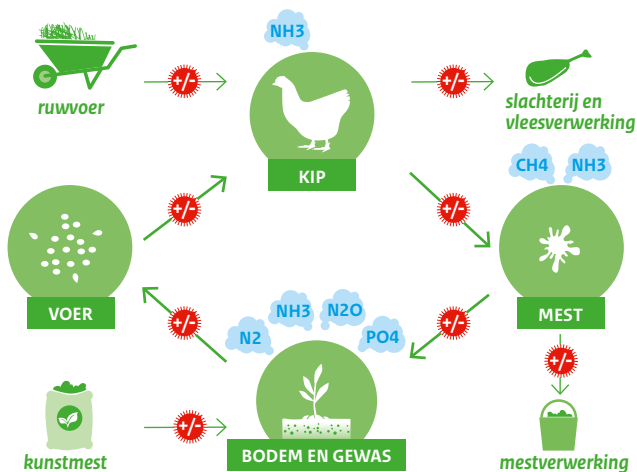 NH3
+/-
+/-
ruwvoer
slachterij en
vleesverwerking
KIP
CH4
NH3
+/-
+/-
VOER
NH3
N2O
N2
PO4
+/-
+/-
MEST
+/-
+/-
kunstmest
BODEM EN GEWAS
mestverwerking